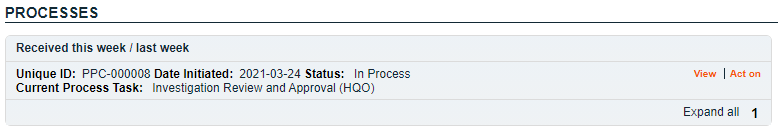 PROCESSES
Received this week / last week
Unique ID: PPC-000008 Date Initiated: 2021-03-24 Status: In Process View | Act on
Current Process Task: Investigation Review and Approval (HQO)
Expand all 1